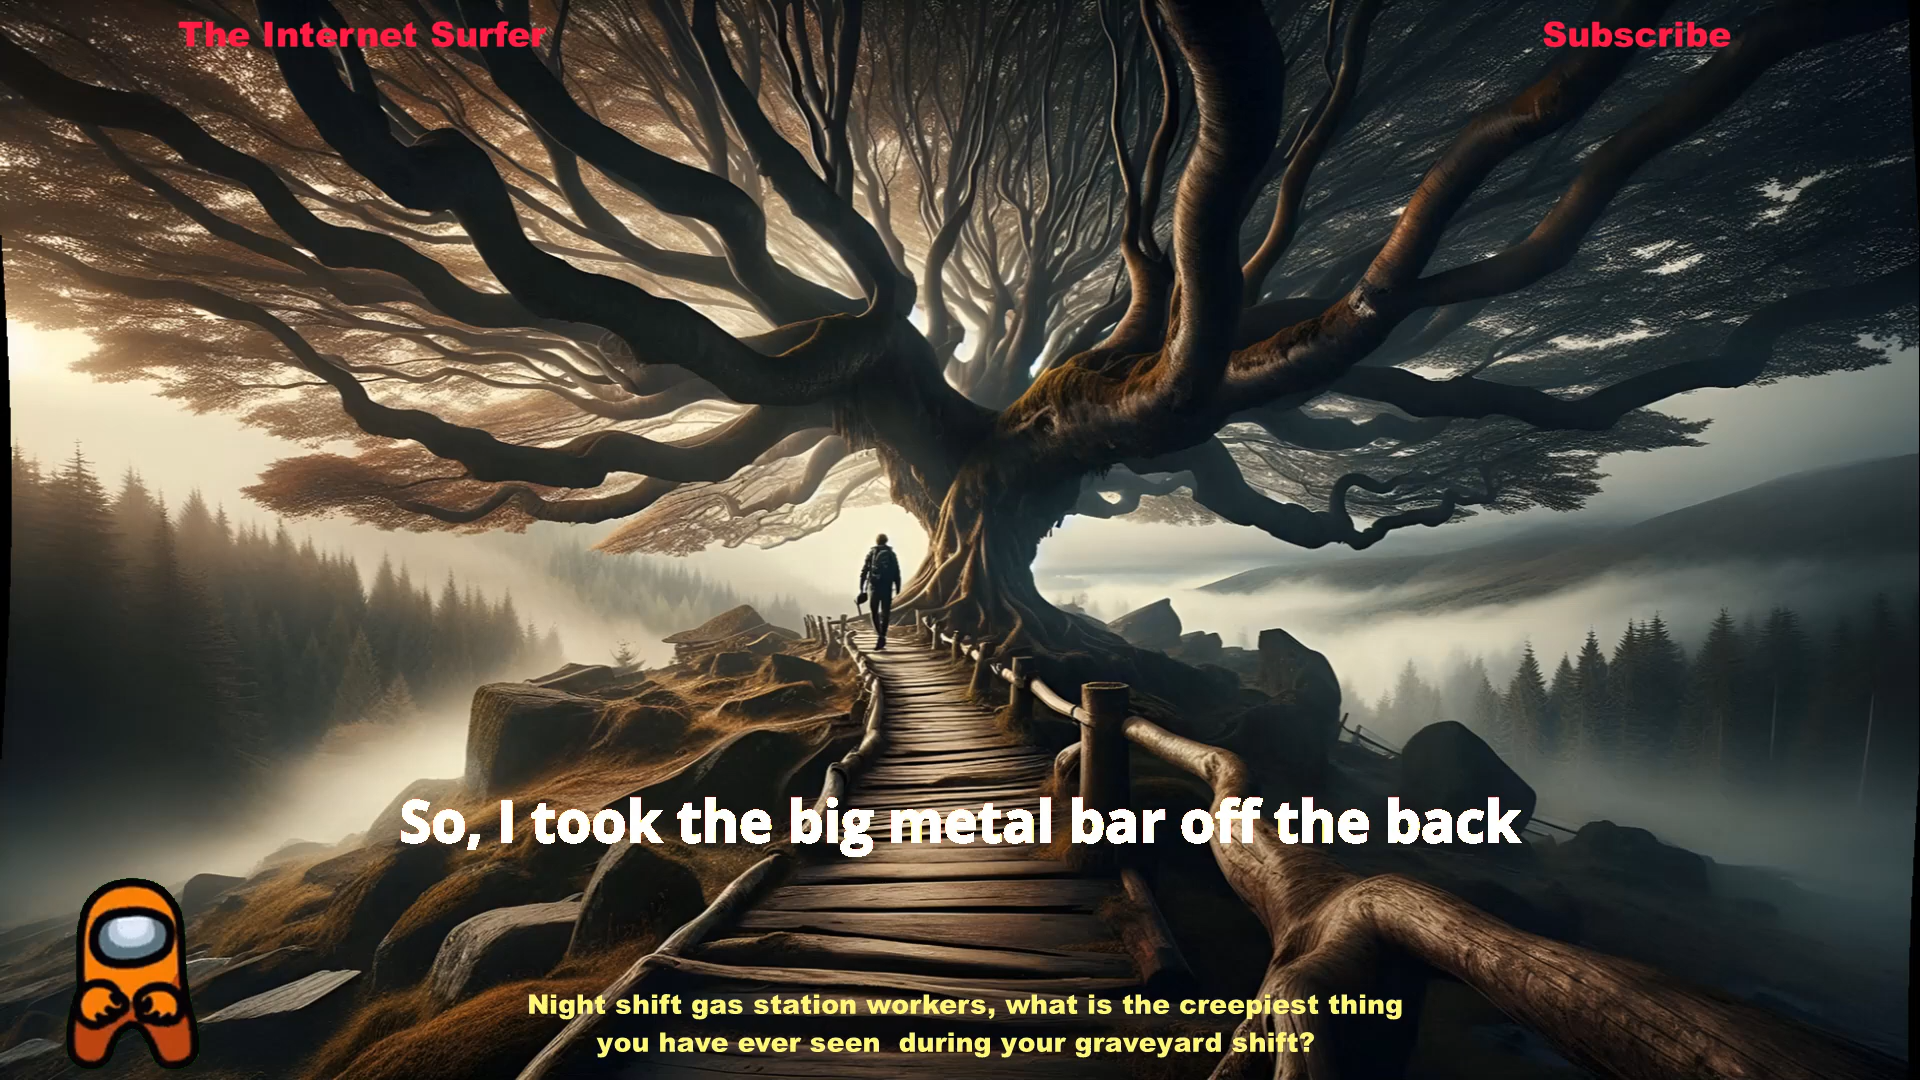 The Internet Surfer
Subscribe
So, I took the big metal bar off the back
Night shift gas station workers, what is the creepiest thing
you have ever seen  during your graveyard shift?